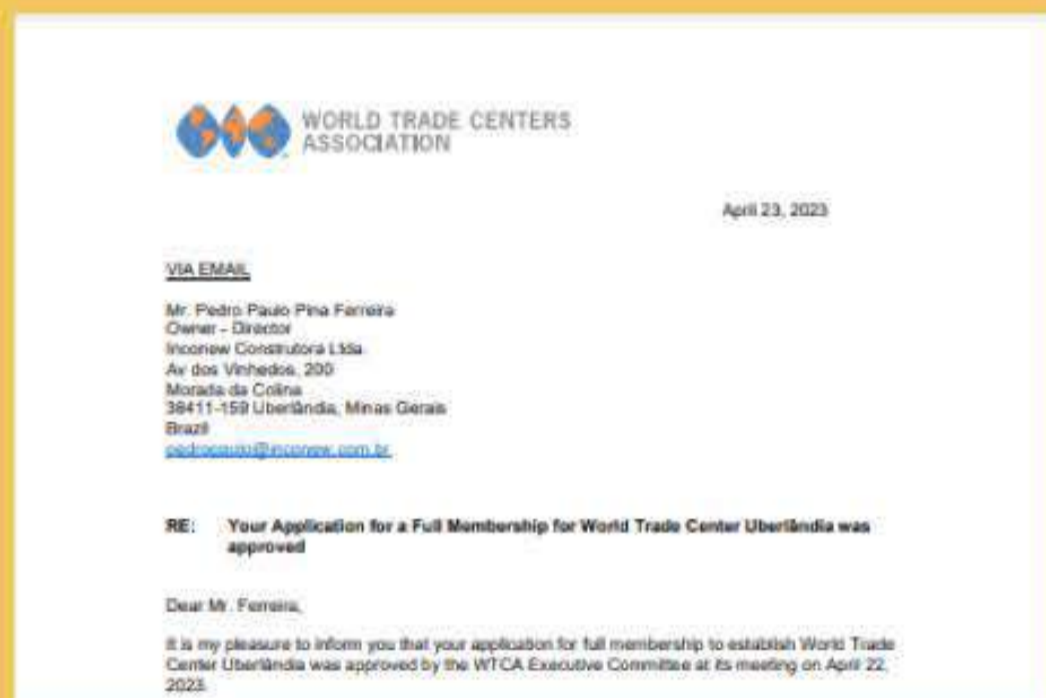 WORLD TRADE CENTERS
ASSOCIATION
April 23, 2023
VIA EMAIL
Mr. Pedro Paulo Pina Ferreira
Owner – Director
Inconew Construtora Ltda.
Av dos Vinhedos, 200
Morada da Colina
38411-159 Uberlândia, Minas Gerais
Brazil
pedropaulo@inconew.com.br
RE: Your Application for a Full Membership for World Trade Center Uberlândia was
approved
Dear Mr. Ferreira,
It is my pleasure to inform you that your application for full membership to establish World Trade
Center Uberlândia was approved by the WTCA Executive Committee at its meeting on April 22,
2023.